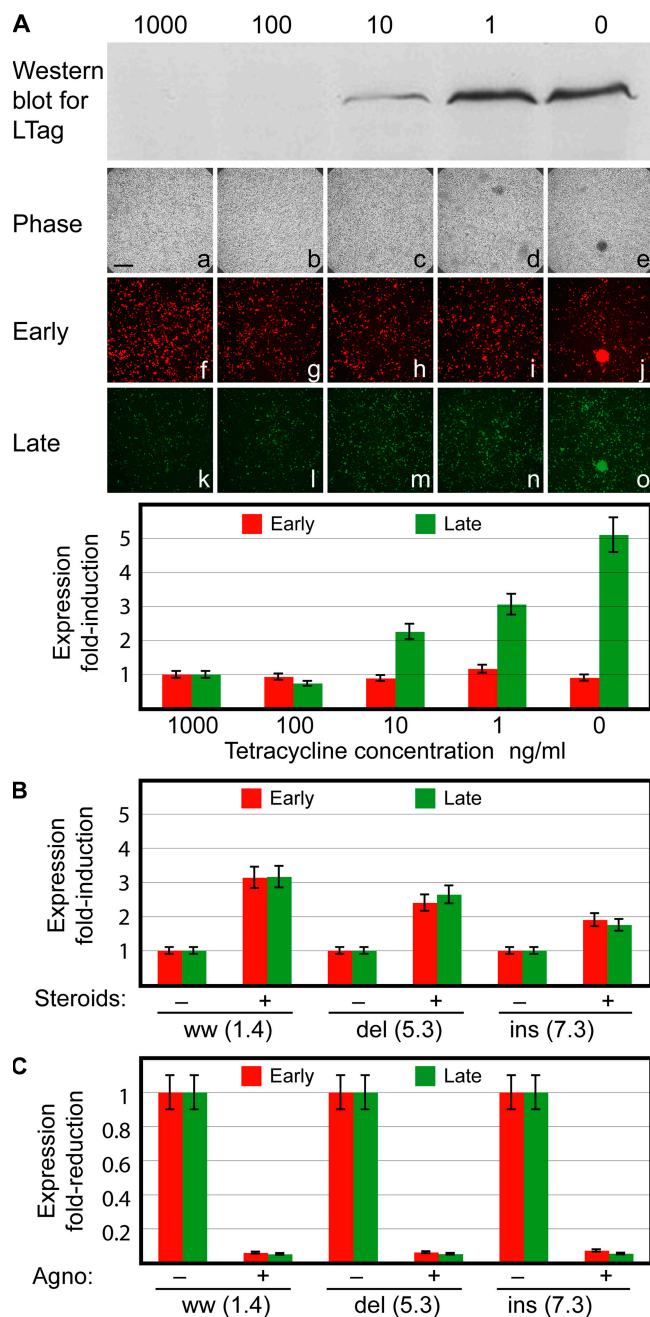 A 1000 100 10 1 0
Western
blot for
LTag
Phase
a b c d e
Early
f g h i j
Late
k l m n o
Early Late
Expression
fold-induction
5
4
3
2
1
1000 100 10 1 0
Tetracycline concentration ng/ml
B
Early Late
Expression
fold-induction
5
4
3
2
1
Steroids: – + – + – +
ww (1.4) del (5.3) ins (7.3)
C
Early Late
Expression
fold-reduction
1
0.8
0.6
0.4
0.2
Agno: – + – + – +
ww (1.4) del (5.3) ins (7.3)